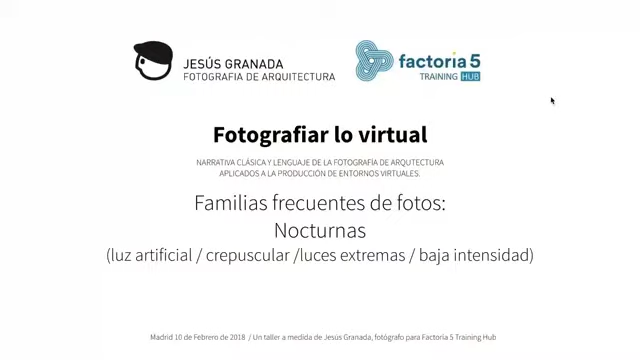 JESÚS GRANADA
FOTOGRAFIA DE ARQUITECTURA
factoría 5
TRAINING HUB
Fotografiar lo virtual
NARRATIVA CLÁSICA Y LENGUAJE DE LA FOTOGRAFÍA DE ARQUTECTURA
APLICADOS A LA PRODUCCIÓN DE ENTORNOS VIRTUALES.
Familias frecuentes de fotos:
Nocturnas
(luz artificial / crepuscular /luces extremas / baja intensidad)
Madrid 10 de Febrero de 2018 / Un taller a medida de Jesús Granada, fotógrafo para Factoria 5 Training Hub